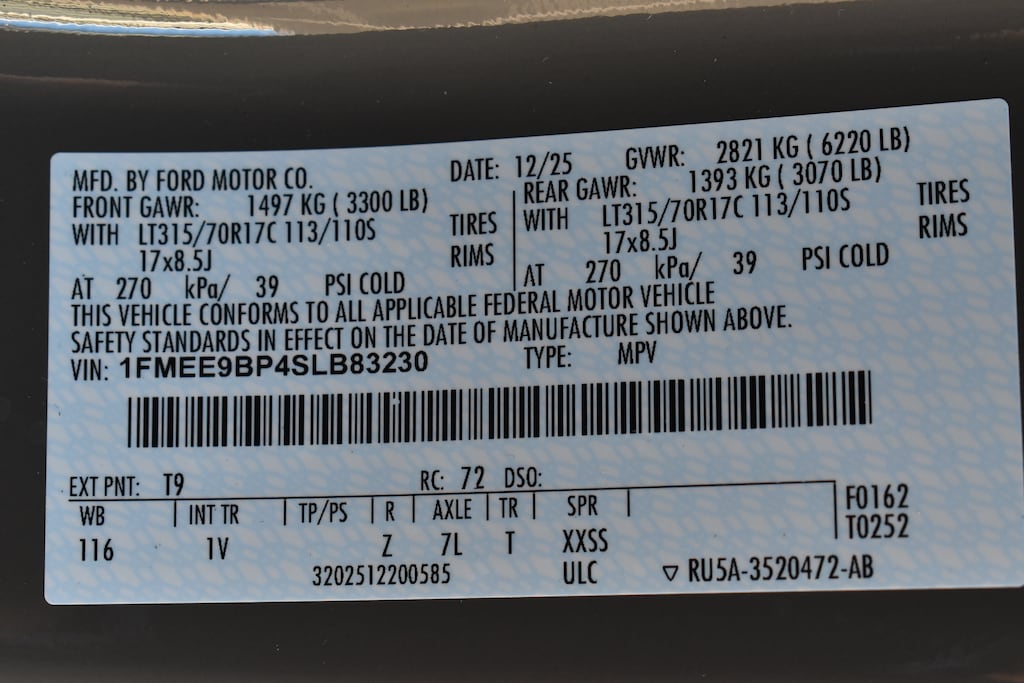 MFD. BY FORD MOTOR CO. DATE: 12/25 GVWR: 2821 KG ( 6220 LB)
FRONT GAWR: 1497 KG ( 3300 LB) REAR GAWR: 1393 KG ( 3070 LB)
WITH LT315/70R17C 113/110S TIRES WITH LT315/70R17C 113/110S TIRES
17x8.5J RIMS 17x8.5J RIMS
AT 270 kPa/ 39 PSI COLD AT 270 kPa/ 39 PSI COLD
THIS VEHICLE CONFORMS TO ALL APPLICABLE FEDERAL MOTOR VEHICLE
SAFETY STANDARDS IN EFFECT ON THE DATE OF MANUFACTURE SHOWN ABOVE.
VIN: 1FMEE9BP4SLB83230 TYPE: MPV
EXT PNT: T9 RC: 72 DSO:
WB INT TR TP/PS R AXLE TR SPR F0162
116 1V Z 7L T XXSS T0252
3202512200585 ULC ▽ RU5A-3520472-AB